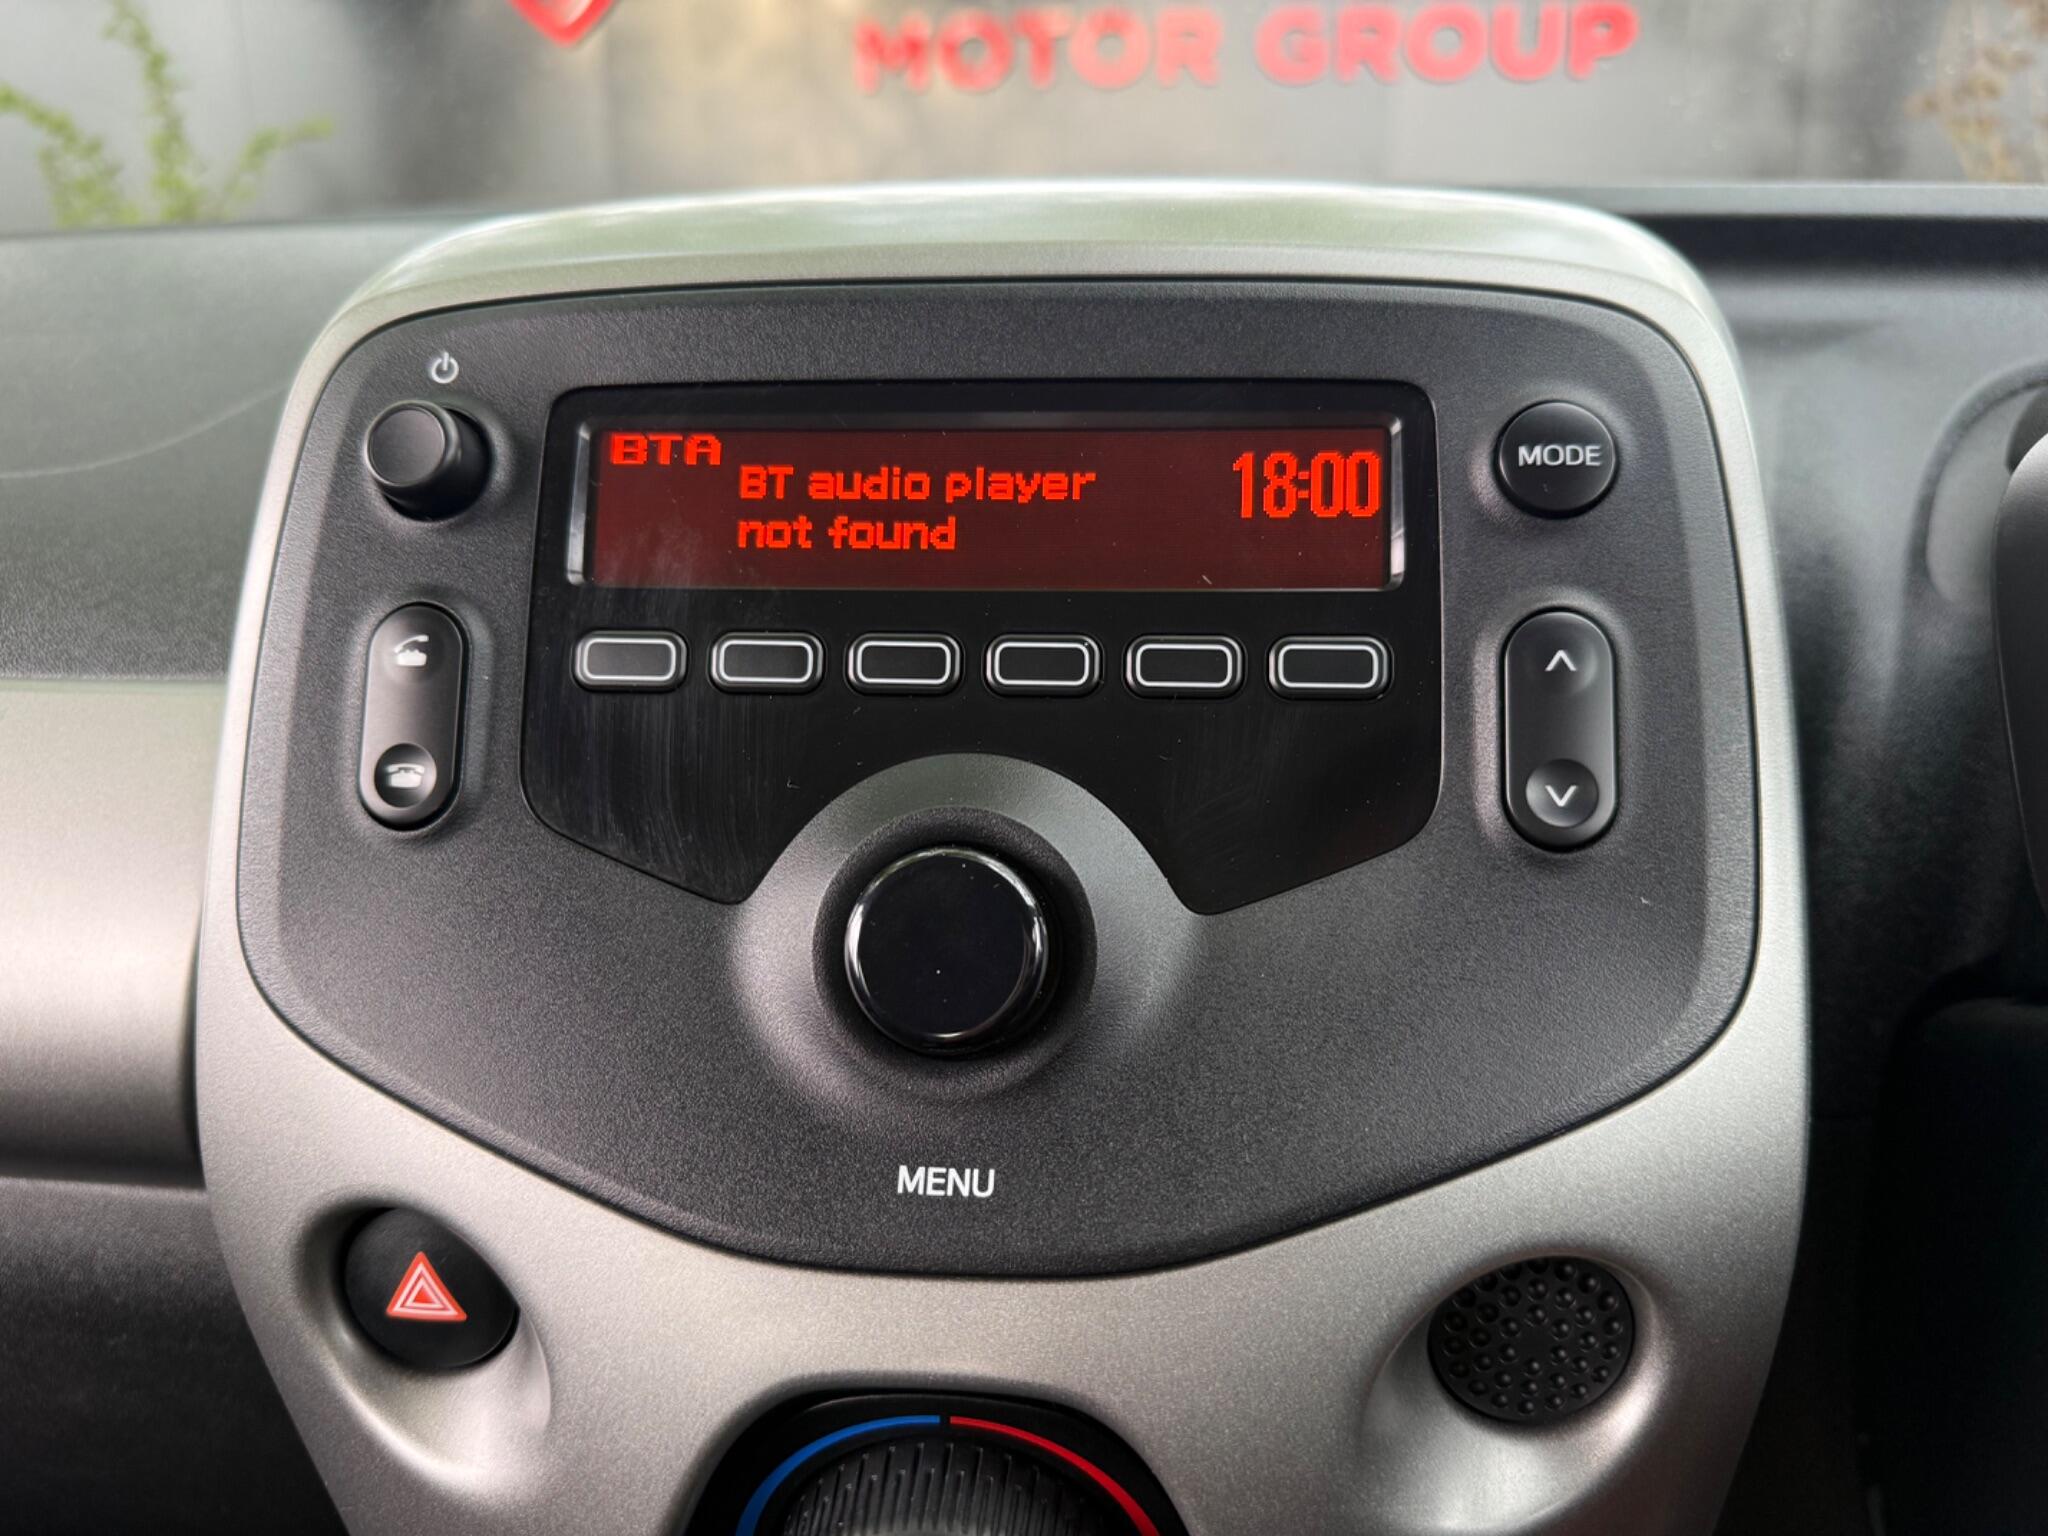 MOTOR GROUP
BTA
BT audio player
not found
18:00
MODE
MENU